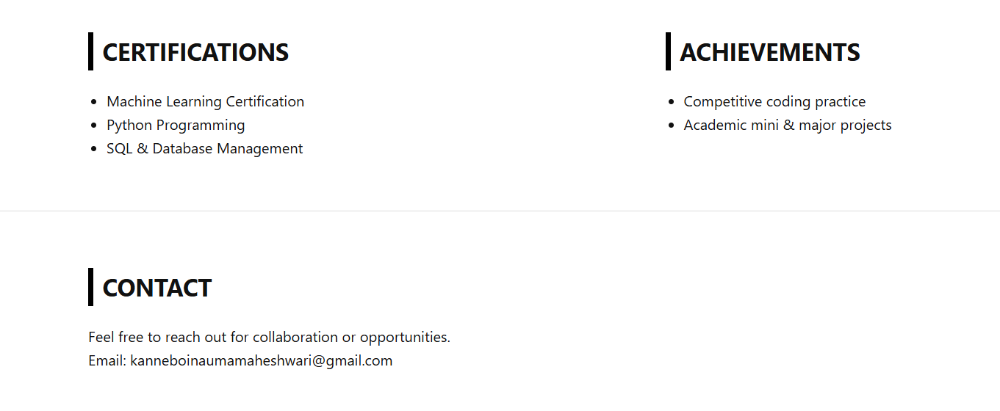 CERTIFICATIONS
Machine Learning Certification
Python Programming
SQL & Database Management
ACHIEVEMENTS
Competitive coding practice
Academic mini & major projects
CONTACT
Feel free to reach out for collaboration or opportunities.
Email: kanneboinaumamaheshwari@gmail.com